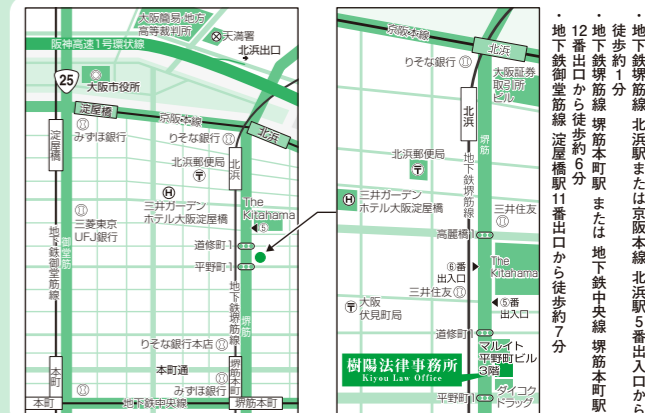 大阪簡易・地方
高等裁判所
天満署
阪神高速1号環状線
北浜出口
25
大阪市役所
淀屋橋
京阪本線
北浜
みずほ銀行
りそな銀行
淀屋橋
北浜郵便局
北浜
三井ガーデン
ホテル大阪淀屋橋
The
Kitahama
⑤
三菱東京
UFJ銀行
御堂筋
地下鉄御堂筋線
道修町1
平野町1
地下鉄堺筋線
堺筋
りそな銀行本店
本町
本町通
堺筋本町
みずほ銀行
本町
地下鉄中央線
堺筋本町
京阪本線
北浜
りそな銀行
大阪証券
取引所
ビル
北浜
堺筋
北浜郵便局
地下鉄堺筋線
三井ガーデン
ホテル大阪淀屋橋
三井住友
高麗橋1
⑥番
出入口
The
Kitahama
三井住友
大阪
伏見町局
⑤番
出入口
道修町1
マルイト
平野町ビル
3階
樹陽法律事務所
Kiyou Law Office
平野町1
ダイコク
ドラッグ
・地下鉄堺筋線 北浜駅または京阪本線 北浜駅5番出入口から
徒歩約1分
・地下鉄堺筋線 堺筋本町駅 または 地下鉄中央線 堺筋本町駅
12番出口から徒歩約6分
・地下鉄御堂筋線 淀屋橋駅11番出口から徒歩約7分